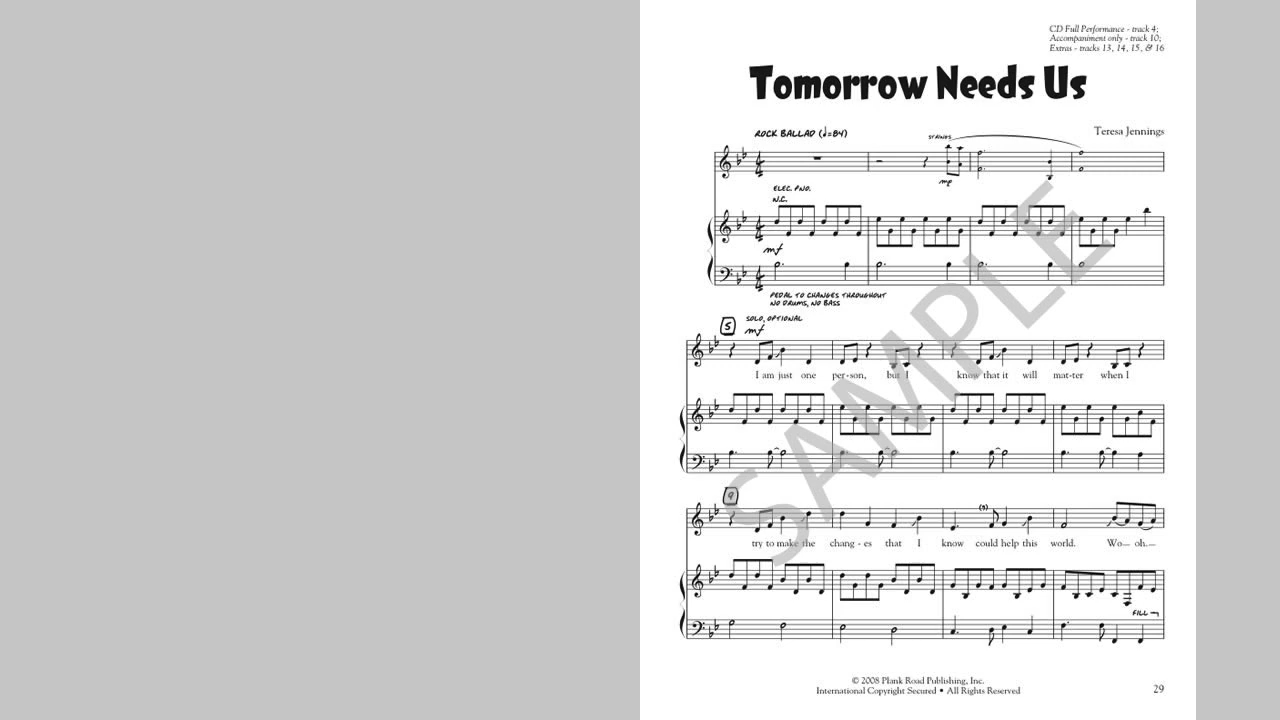 CD Full Performance - track 4;
Accompaniment only - track 10;
Extras - tracks 13, 14, 15, & 16
Tomorrow Needs Us
Teresa Jennings
ROCK BALLAD (♩=84)
STRINGS
mp
ELEC. PNO.
N.C.
mf
PEDAL TO CHANGES THROUGHOUT
NO DRUMS, NO BASS
5
SOLO, OPTIONAL
mf
I am just one per-son, but I know that it will mat-ter when I
9
try to make the chang - es that I know could help this world. Wo— oh.—
FILL
SAMPLE
© 2008 Plank Road Publishing, Inc.
International Copyright Secured • All Rights Reserved
29